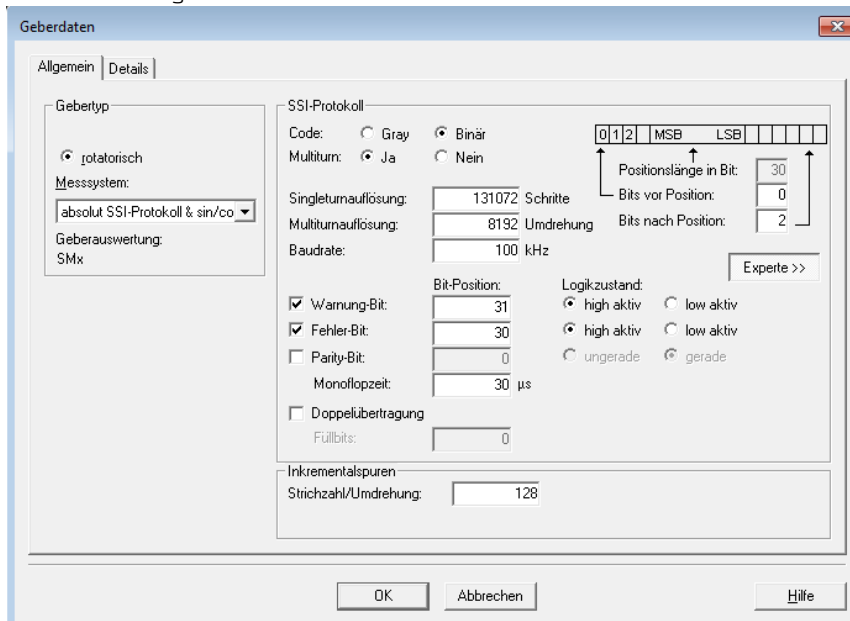 Geberdaten
Allgemein Details
Gebertyp
rotatorisch
Messsystem:
absolut SSI-Protokoll & sin/co
Geberauswertung:
SMx
SSI-Protokoll
Code: Gray Binär
Multiturn: Ja Nein
0 1 2 MSB LSB
Positionslänge in Bit: 30
Bits vor Position: 0
Bits nach Position: 2
Singleturnauflösung: 131072 Schritte
Multiturnauflösung: 8192 Umdrehung
Baudrate: 100 kHz
Experte >>
Bit-Position: Logikzustand:
Warnung-Bit: 31 high aktiv low aktiv
Fehler-Bit: 30 high aktiv low aktiv
Parity-Bit: 0 ungerade gerade
Monoflopzeit: 30 µs
Doppelübertragung
Füllbits: 0
Inkrementalspuren
Strichzahl/Umdrehung: 128
OK Abbrechen Hilfe